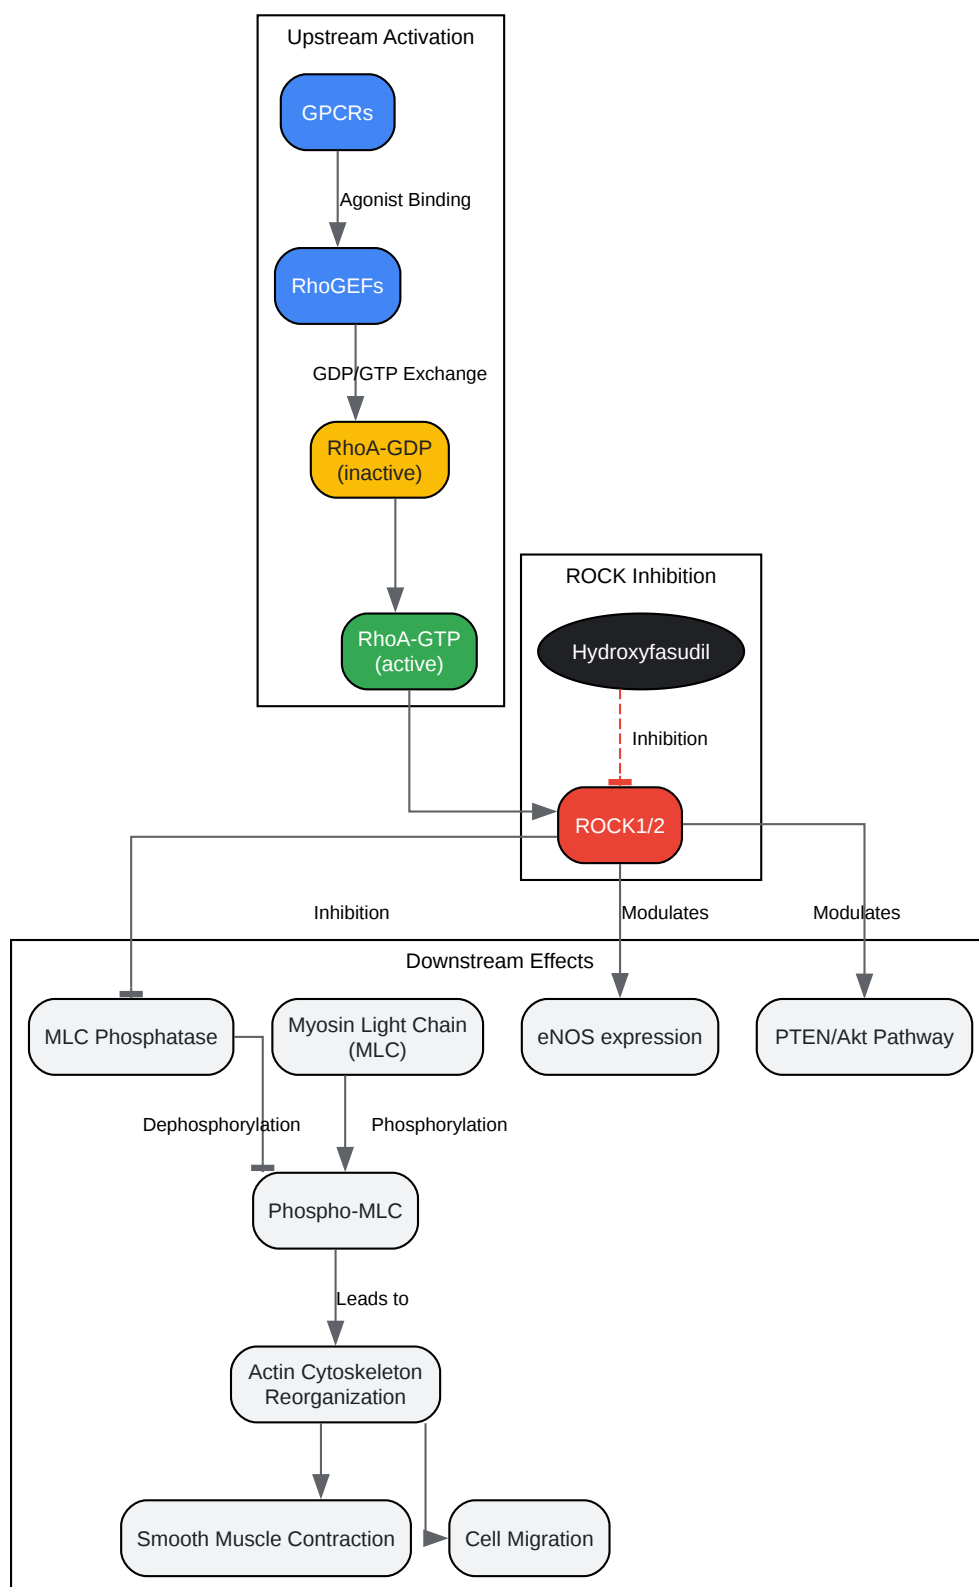 Upstream Activation
GPCRs
Agonist Binding
RhoGEFs
GDP/GTP Exchange
RhoA-GDP
(inactive)
RhoA-GTP
(active)
ROCK Inhibition
Hydroxyfasudil
Inhibition
ROCK1/2
Inhibition
Modulates
Modulates
Downstream Effects
MLC Phosphatase
Myosin Light Chain
(MLC)
eNOS expression
PTEN/Akt Pathway
Dephosphorylation
Phosphorylation
Phospho-MLC
Leads to
Actin Cytoskeleton
Reorganization
Smooth Muscle Contraction
Cell Migration